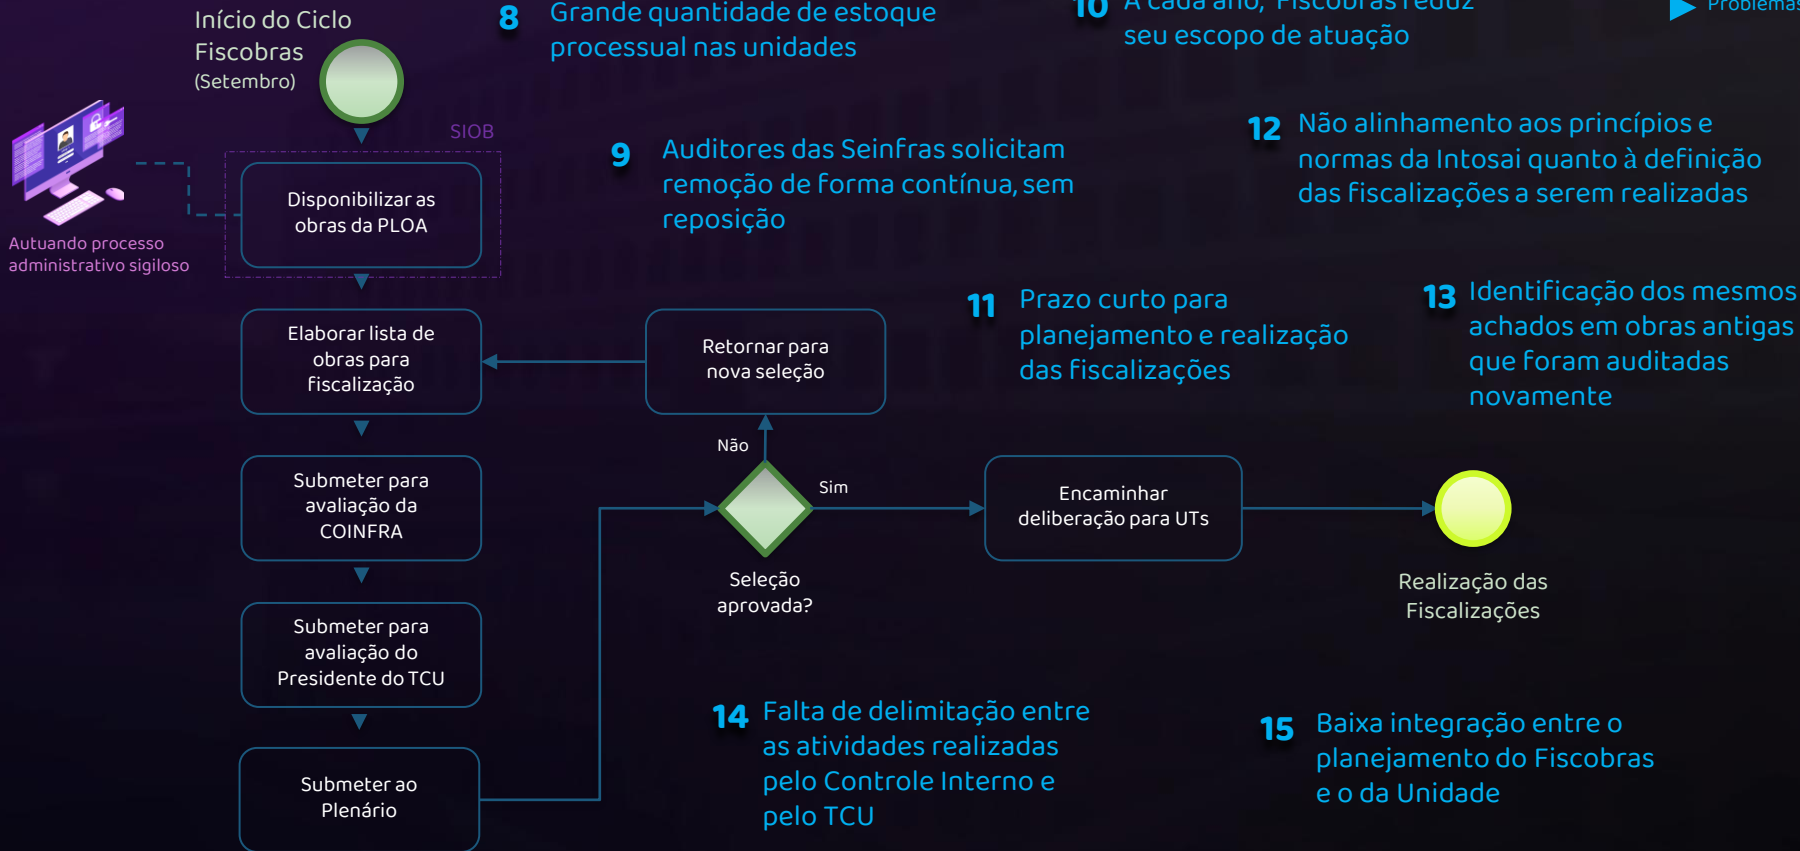 Início do Ciclo
Fiscobras
(Setembro)
8 Grande quantidade de estoque
processual nas unidades
10 A cada ano, Fiscobras reduz
seu escopo de atuação
Problemas
SIOB
Autuando processo
administrativo sigiloso
Disponibilizar as
obras da PLOA
9 Auditores das Seinfras solicitam
remoção de forma contínua, sem
reposição
12 Não alinhamento aos princípios e
normas da Intosai quanto à definição
das fiscalizações a serem realizadas
Elaborar lista de
obras para
fiscalização
Retornar para
nova seleção
11 Prazo curto para
planejamento e realização
das fiscalizações
13 Identificação dos mesmos
achados em obras antigas
que foram auditadas
novamente
Não
Sim
Submeter para
avaliação da
COINFRA
Seleção
aprovada?
Encaminhar
deliberação para UTs
Realização das
Fiscalizações
Submeter para
avaliação do
Presidente do TCU
Submeter ao
Plenário
14 Falta de delimitação entre
as atividades realizadas
pelo Controle Interno e
pelo TCU
15 Baixa integração entre o
planejamento do Fiscobras
e o da Unidade